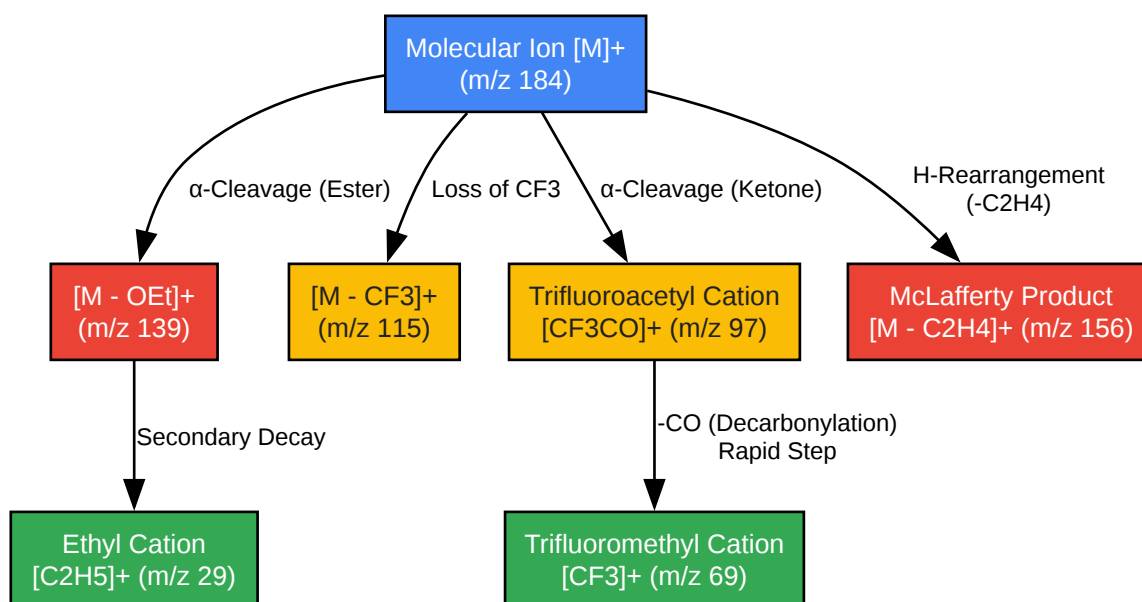 Molecular Ion [M]+
(m/z 184)
α-Cleavage (Ester)
Loss of CF3
α-Cleavage (Ketone)
H-Rearrangement
(-C2H4)
[M - OEt]+
(m/z 139)
[M - CF3]+
(m/z 115)
Trifluoroacetyl Cation
[CF3CO]+ (m/z 97)
McLafferty Product
[M - C2H4]+ (m/z 156)
Secondary Decay
-CO (Decarbonylation)
Rapid Step
Ethyl Cation
[C2H5]+ (m/z 29)
Trifluoromethyl Cation
[CF3]+ (m/z 69)